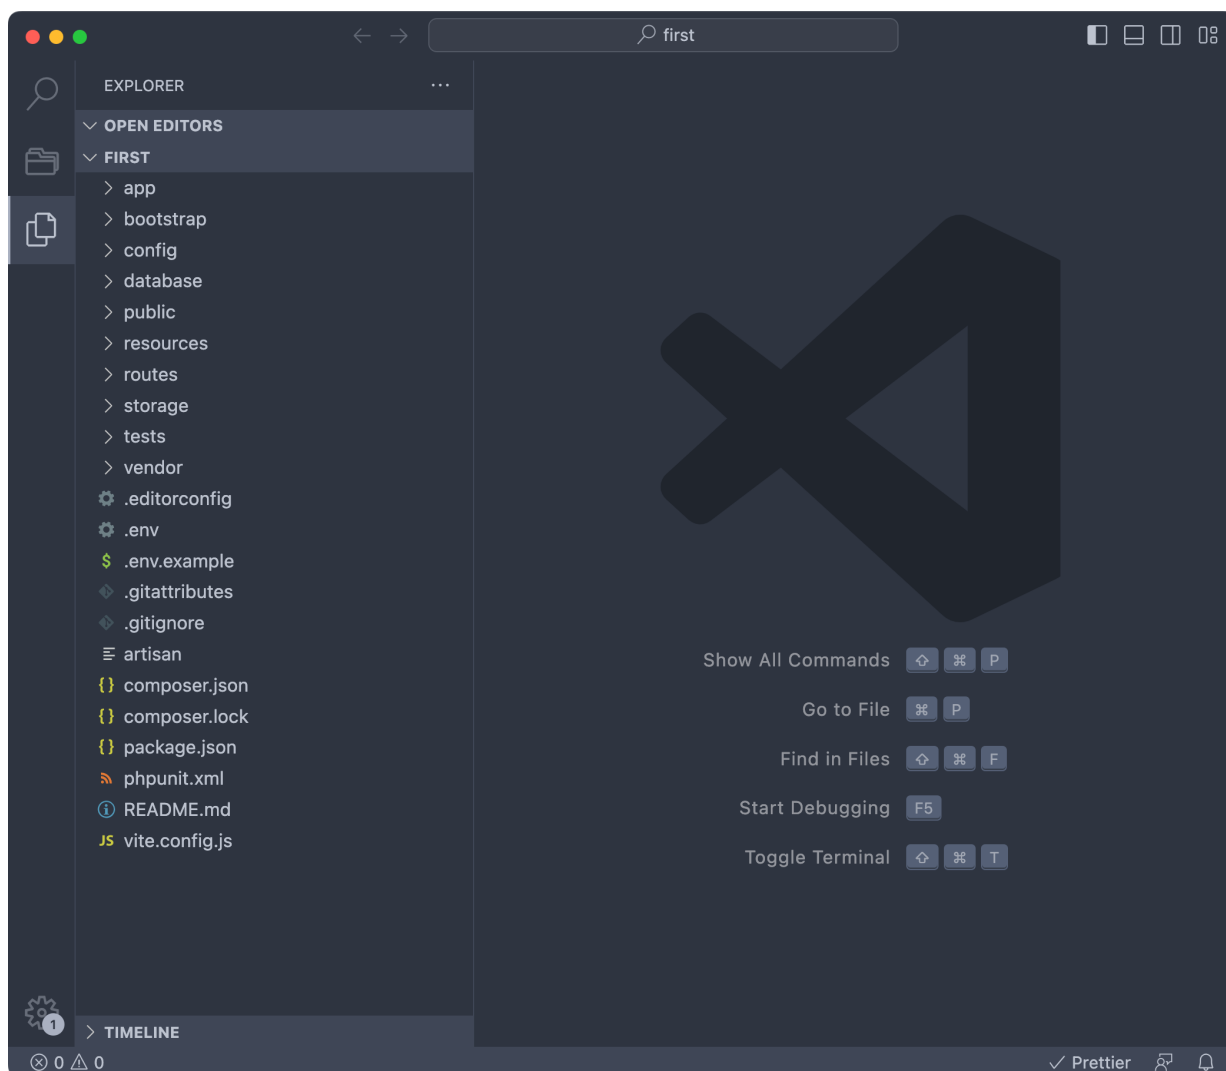 first
EXPLORER
OPEN EDITORS
FIRST
app
bootstrap
config
database
public
resources
routes
storage
tests
vendor
.editorconfig
.env
$ .env.example
.gitattributes
.gitignore
artisan
{} composer.json
{} composer.lock
{} package.json
phpunit.xml
README.md
JS vite.config.js
TIMELINE
Show All Commands ⇧ ⌘ P
Go to File ⌘ P
Find in Files ⇧ ⌘ F
Start Debugging F5
Toggle Terminal ⇧ ⌘ T
1
0 0
Prettier